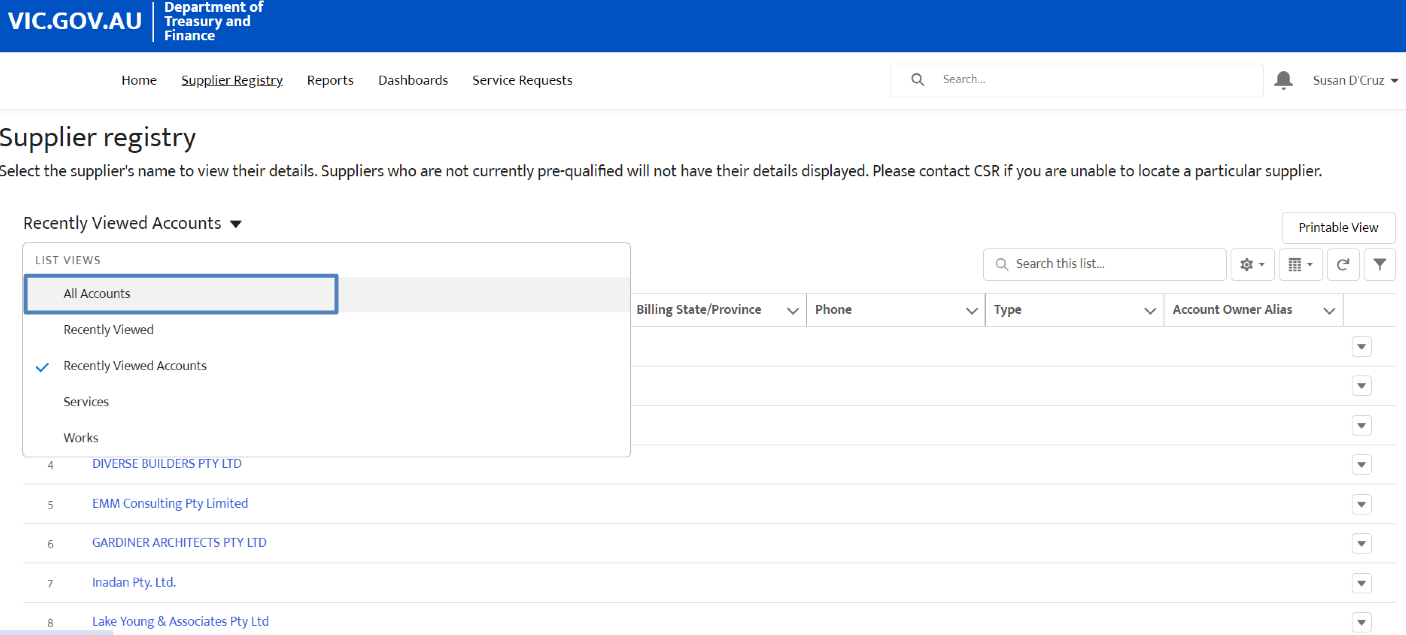 VIC.GOV.AU
Department of
Treasury and
Finance
Home Supplier Registry Reports Dashboards Service Requests
Search...
Susan D'Cruz
Supplier registry
Select the supplier's name to view their details. Suppliers who are not currently pre-qualified will not have their details displayed. Please contact CSR if you are unable to locate a particular supplier.
Recently Viewed Accounts
Printable View
LIST VIEWS
Search this list...
All Accounts
Billing State/Province Phone Type Account Owner Alias
Recently Viewed
Recently Viewed Accounts
Services
Works
4 DIVERSE BUILDERS PTY LTD
5 EMM Consulting Pty Limited
6 GARDINER ARCHITECTS PTY LTD
7 Inadan Pty. Ltd.
8 Lake Young & Associates Pty Ltd